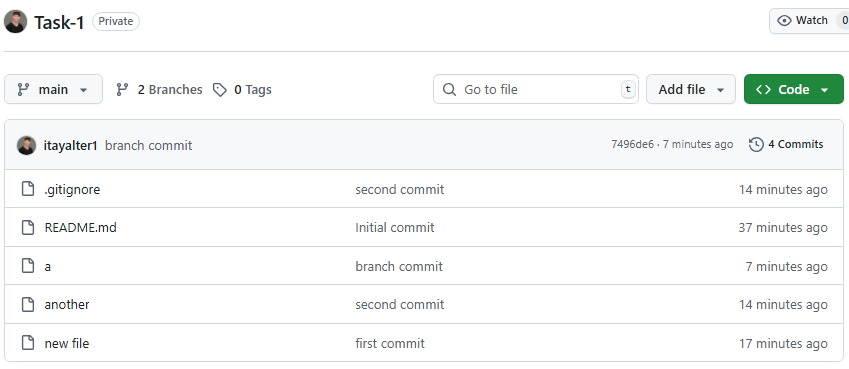 Task-1 Private Watch 0
main 2 Branches 0 Tags Go to file t Add file Code
itayalter1 branch commit 7496de6 · 7 minutes ago 4 Commits
.gitignore second commit 14 minutes ago
README.md Initial commit 37 minutes ago
a branch commit 7 minutes ago
another second commit 14 minutes ago
new file first commit 17 minutes ago